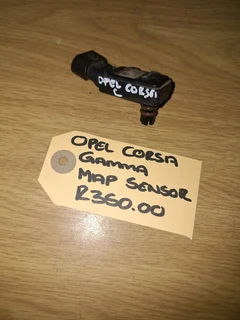 OPEL CORSA
C
OPEL CORSA
GAMMA
MAP SENSOR
R360.00